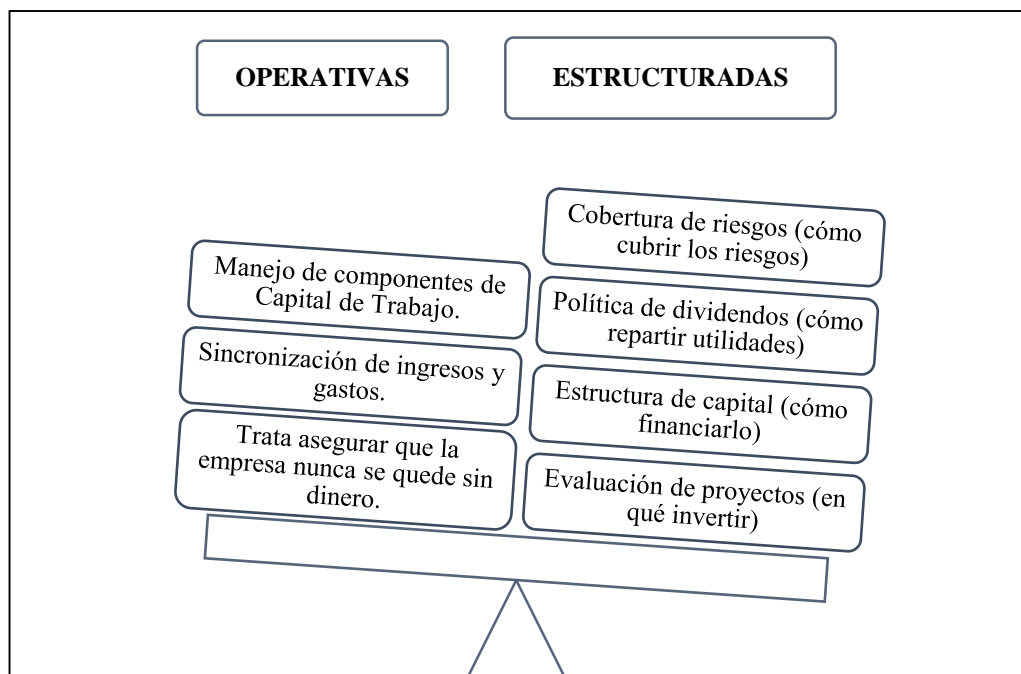 OPERATIVAS
ESTRUCTURADAS
Manejo de componentes de
Capital de Trabajo.
Sincronización de ingresos y
gastos.
Trata asegurar que la
empresa nunca se quede sin
dinero.
Cobertura de riesgos (cómo
cubrir los riesgos)
Política de dividendos (cómo
repartir utilidades)
Estructura de capital (cómo
financiarlo)
Evaluación de proyectos (en
qué invertir)